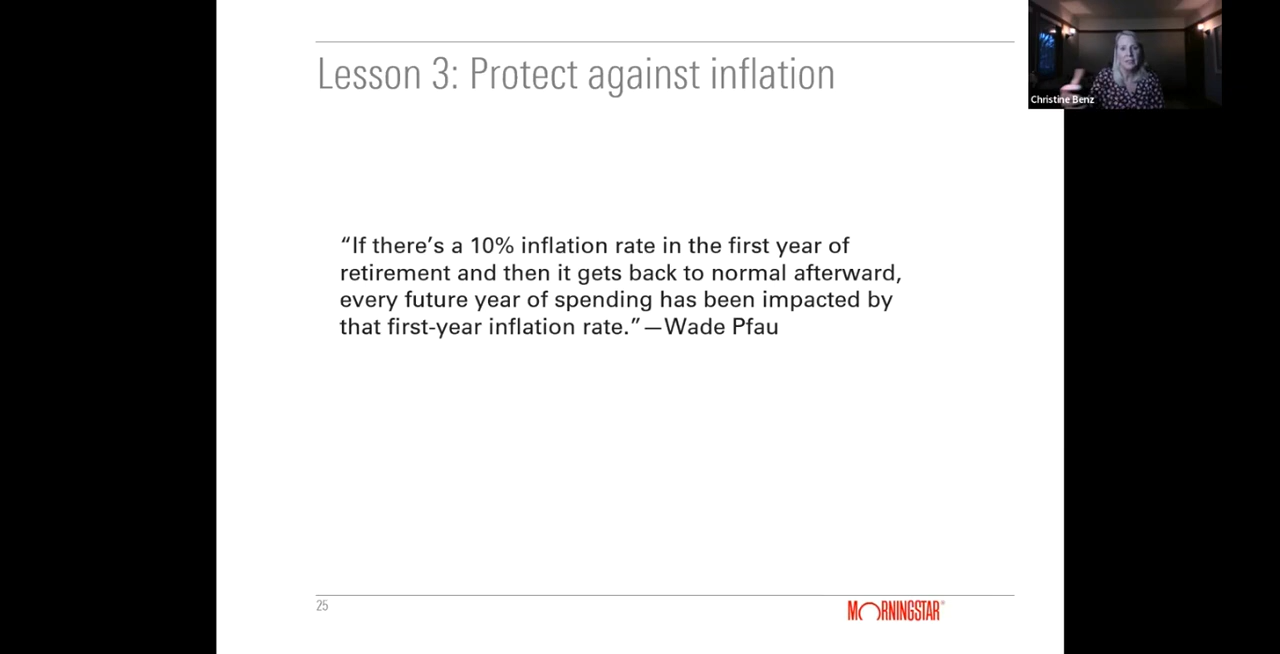 Lesson 3: Protect against inflation
Christine Benz
“If there’s a 10% inflation rate in the first year of
retirement and then it gets back to normal afterward,
every future year of spending has been impacted by
that first-year inflation rate.”—Wade Pfau
25
MORNINGSTAR®